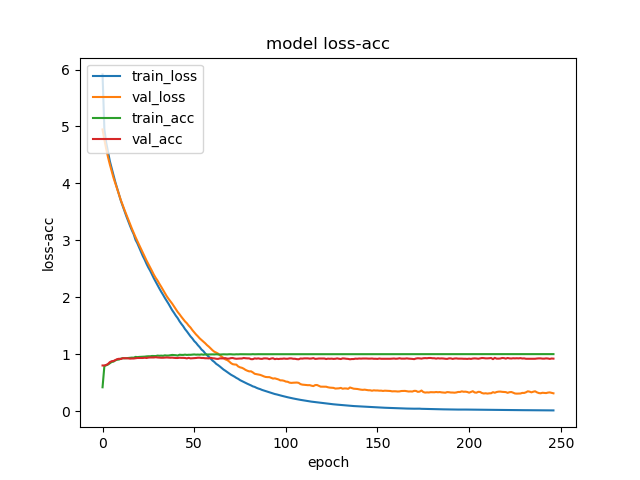 model loss-acc
train_loss
val_loss
train_acc
val_acc
6
5
4
3
2
1
0
loss-acc
0 50 100 150 200 250
epoch